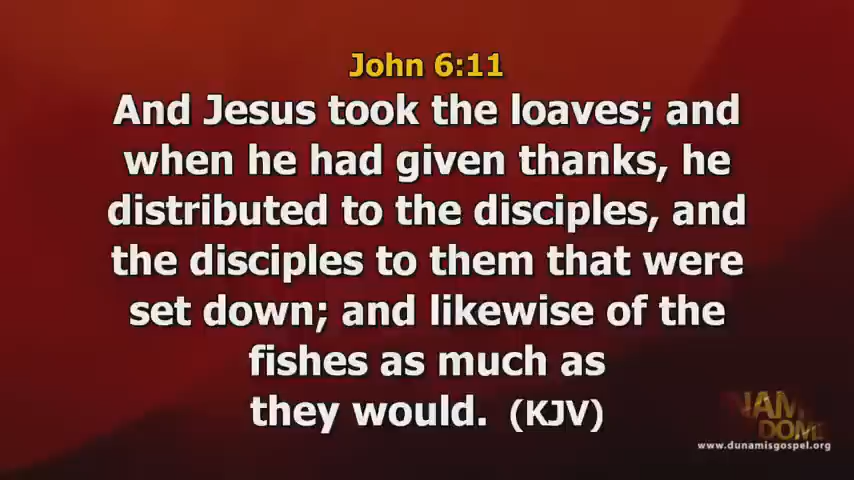 John 6:11
And Jesus took the loaves; and
when he had given thanks, he
distributed to the disciples, and
the disciples to them that were
set down; and likewise of the
fishes as much as
they would. (KJV)
NAM
DOME
www.dunamisgospel.org